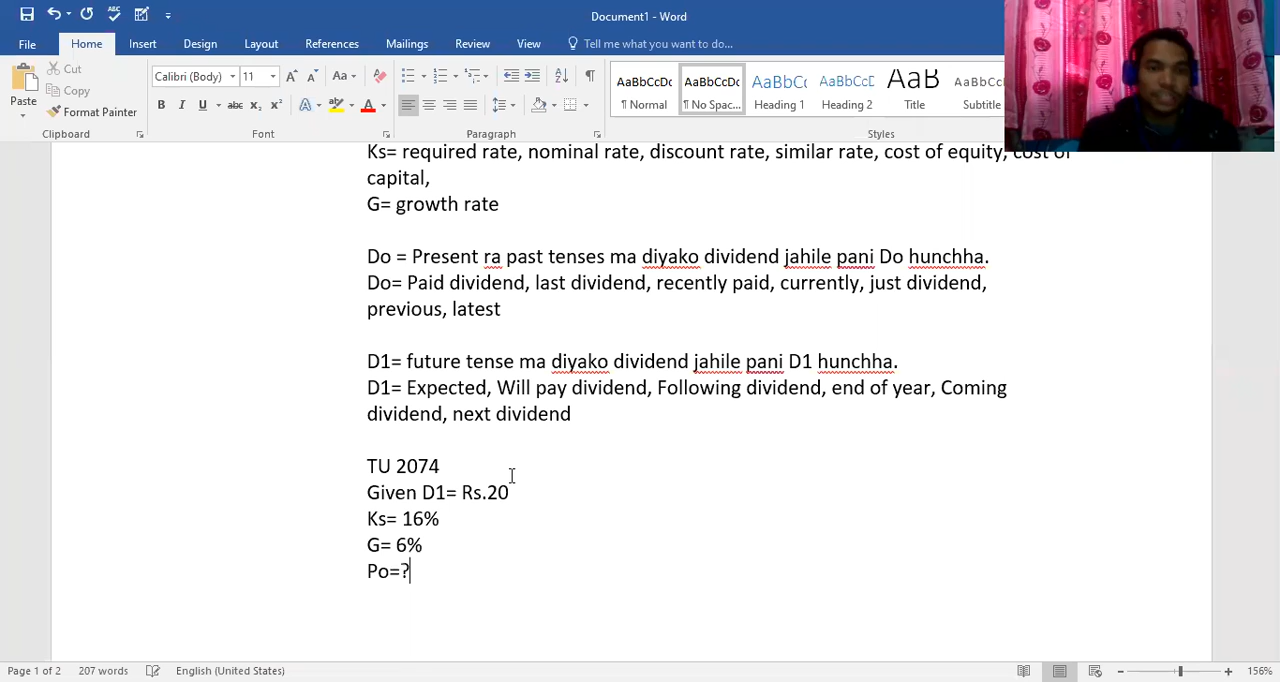 Document1 - Word
File
Home
Insert
Design
Layout
References
Mailings
Review
View
Tell me what you want to do...
Cut
Copy
Paste
Format Painter
Clipboard
Calibri (Body)
11
Font
Paragraph
AaBbCcDc
¶ Normal
AaBbCcDc
¶ No Spac...
AaBbCc
Heading 1
AaBbCcE
Heading 2
AaB
Title
AaBbCcD
Subtitle
Styles
Ks= required rate, nominal rate, discount rate, similar rate, cost of equity, cost of
capital,
G= growth rate
Do = Present ra past tenses ma diyako dividend jahile pani Do hunchha.
Do= Paid dividend, last dividend, recently paid, currently, just dividend,
previous, latest
D1= future tense ma diyako dividend jahile pani D1 hunchha.
D1= Expected, Will pay dividend, Following dividend, end of year, Coming
dividend, next dividend
TU 2074
Given D1= Rs.20
Ks= 16%
G= 6%
Po=?
Page 1 of 2
207 words
English (United States)
156%